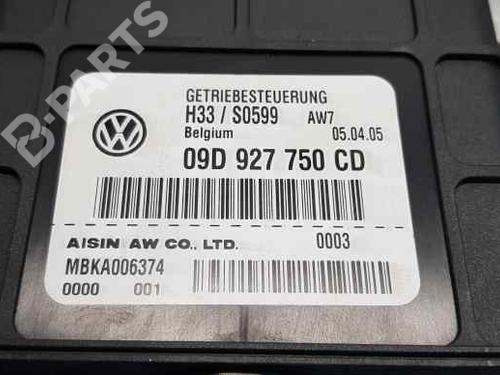 B-PARTS
GETRIEBESTEUERUNG
H33 / S0599 AW7
Belgium 05.04.05
09D 927 750 CD
AISIN AW CO., LTD. 0003
MBKA006374
0000 001